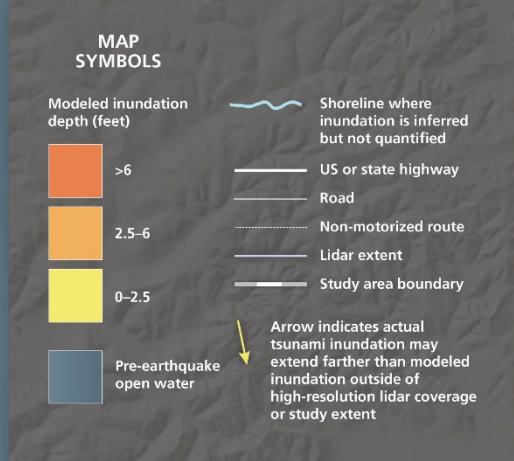 MAP
SYMBOLS
Modeled inundation
depth (feet)
>6
2.5–6
0–2.5
Pre-earthquake
open water
Shoreline where
inundation is inferred
but not quantified
US or state highway
Road
Non-motorized route
Lidar extent
Study area boundary
Arrow indicates actual
tsunami inundation may
extend farther than modeled
inundation outside of
high-resolution lidar coverage
or study extent